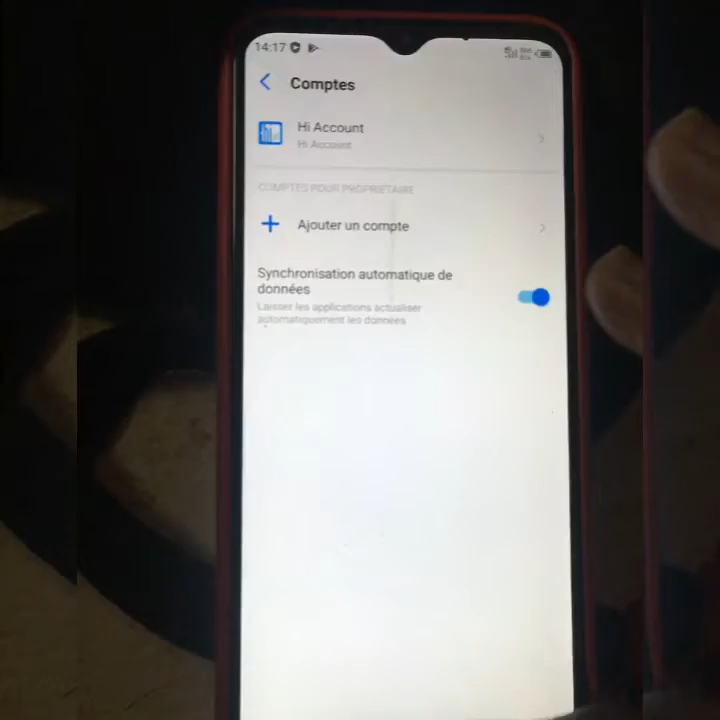 14:17
Comptes
Hi Account
Hi Account
COMPTES POUR PROPRIÉTAIRE
Ajouter un compte
Synchronisation automatique de
données
Laisser les applications actualiser
automatiquement les données